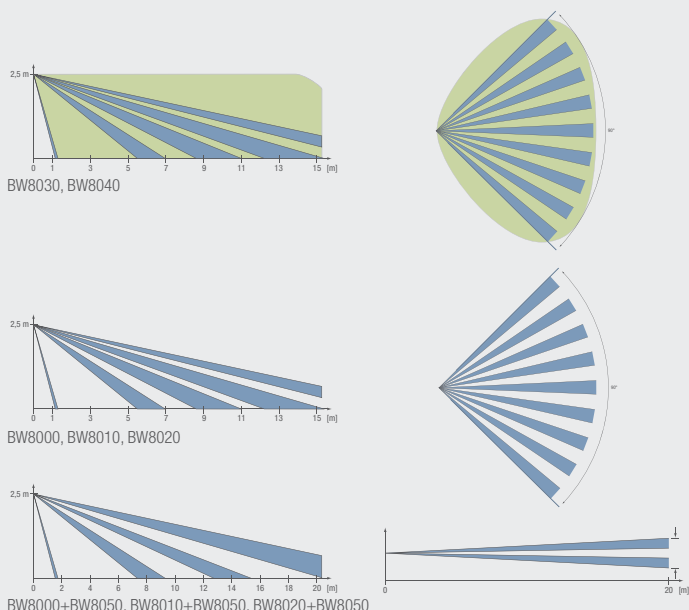 2,5 m
0 1 3 5 7 9 11 13 15 [m]
BW8030, BW8040
90°
2,5 m
0 1 3 5 7 9 11 13 15 [m]
BW8000, BW8010, BW8020
90°
2,5 m
0 2 4 6 8 10 12 14 16 18 20 [m]
BW8000+BW8050, BW8010+BW8050, BW8020+BW8050
0 20 [m]